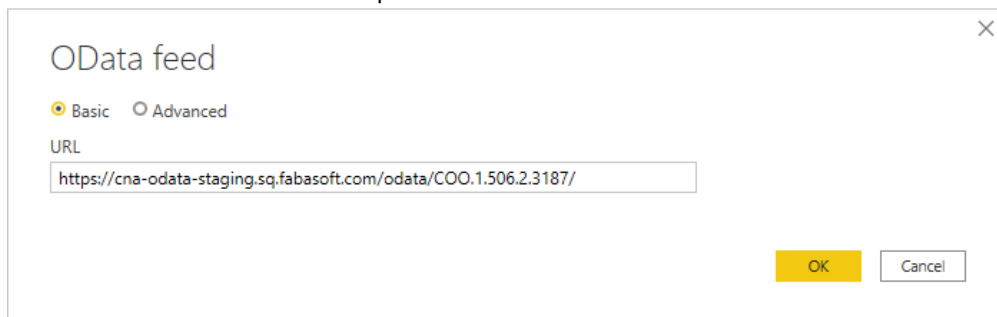 OData feed
Basic Advanced
URL
https://cna-odata-staging.sq.fabasoft.com/odata/COO.1.506.2.3187/
OK Cancel